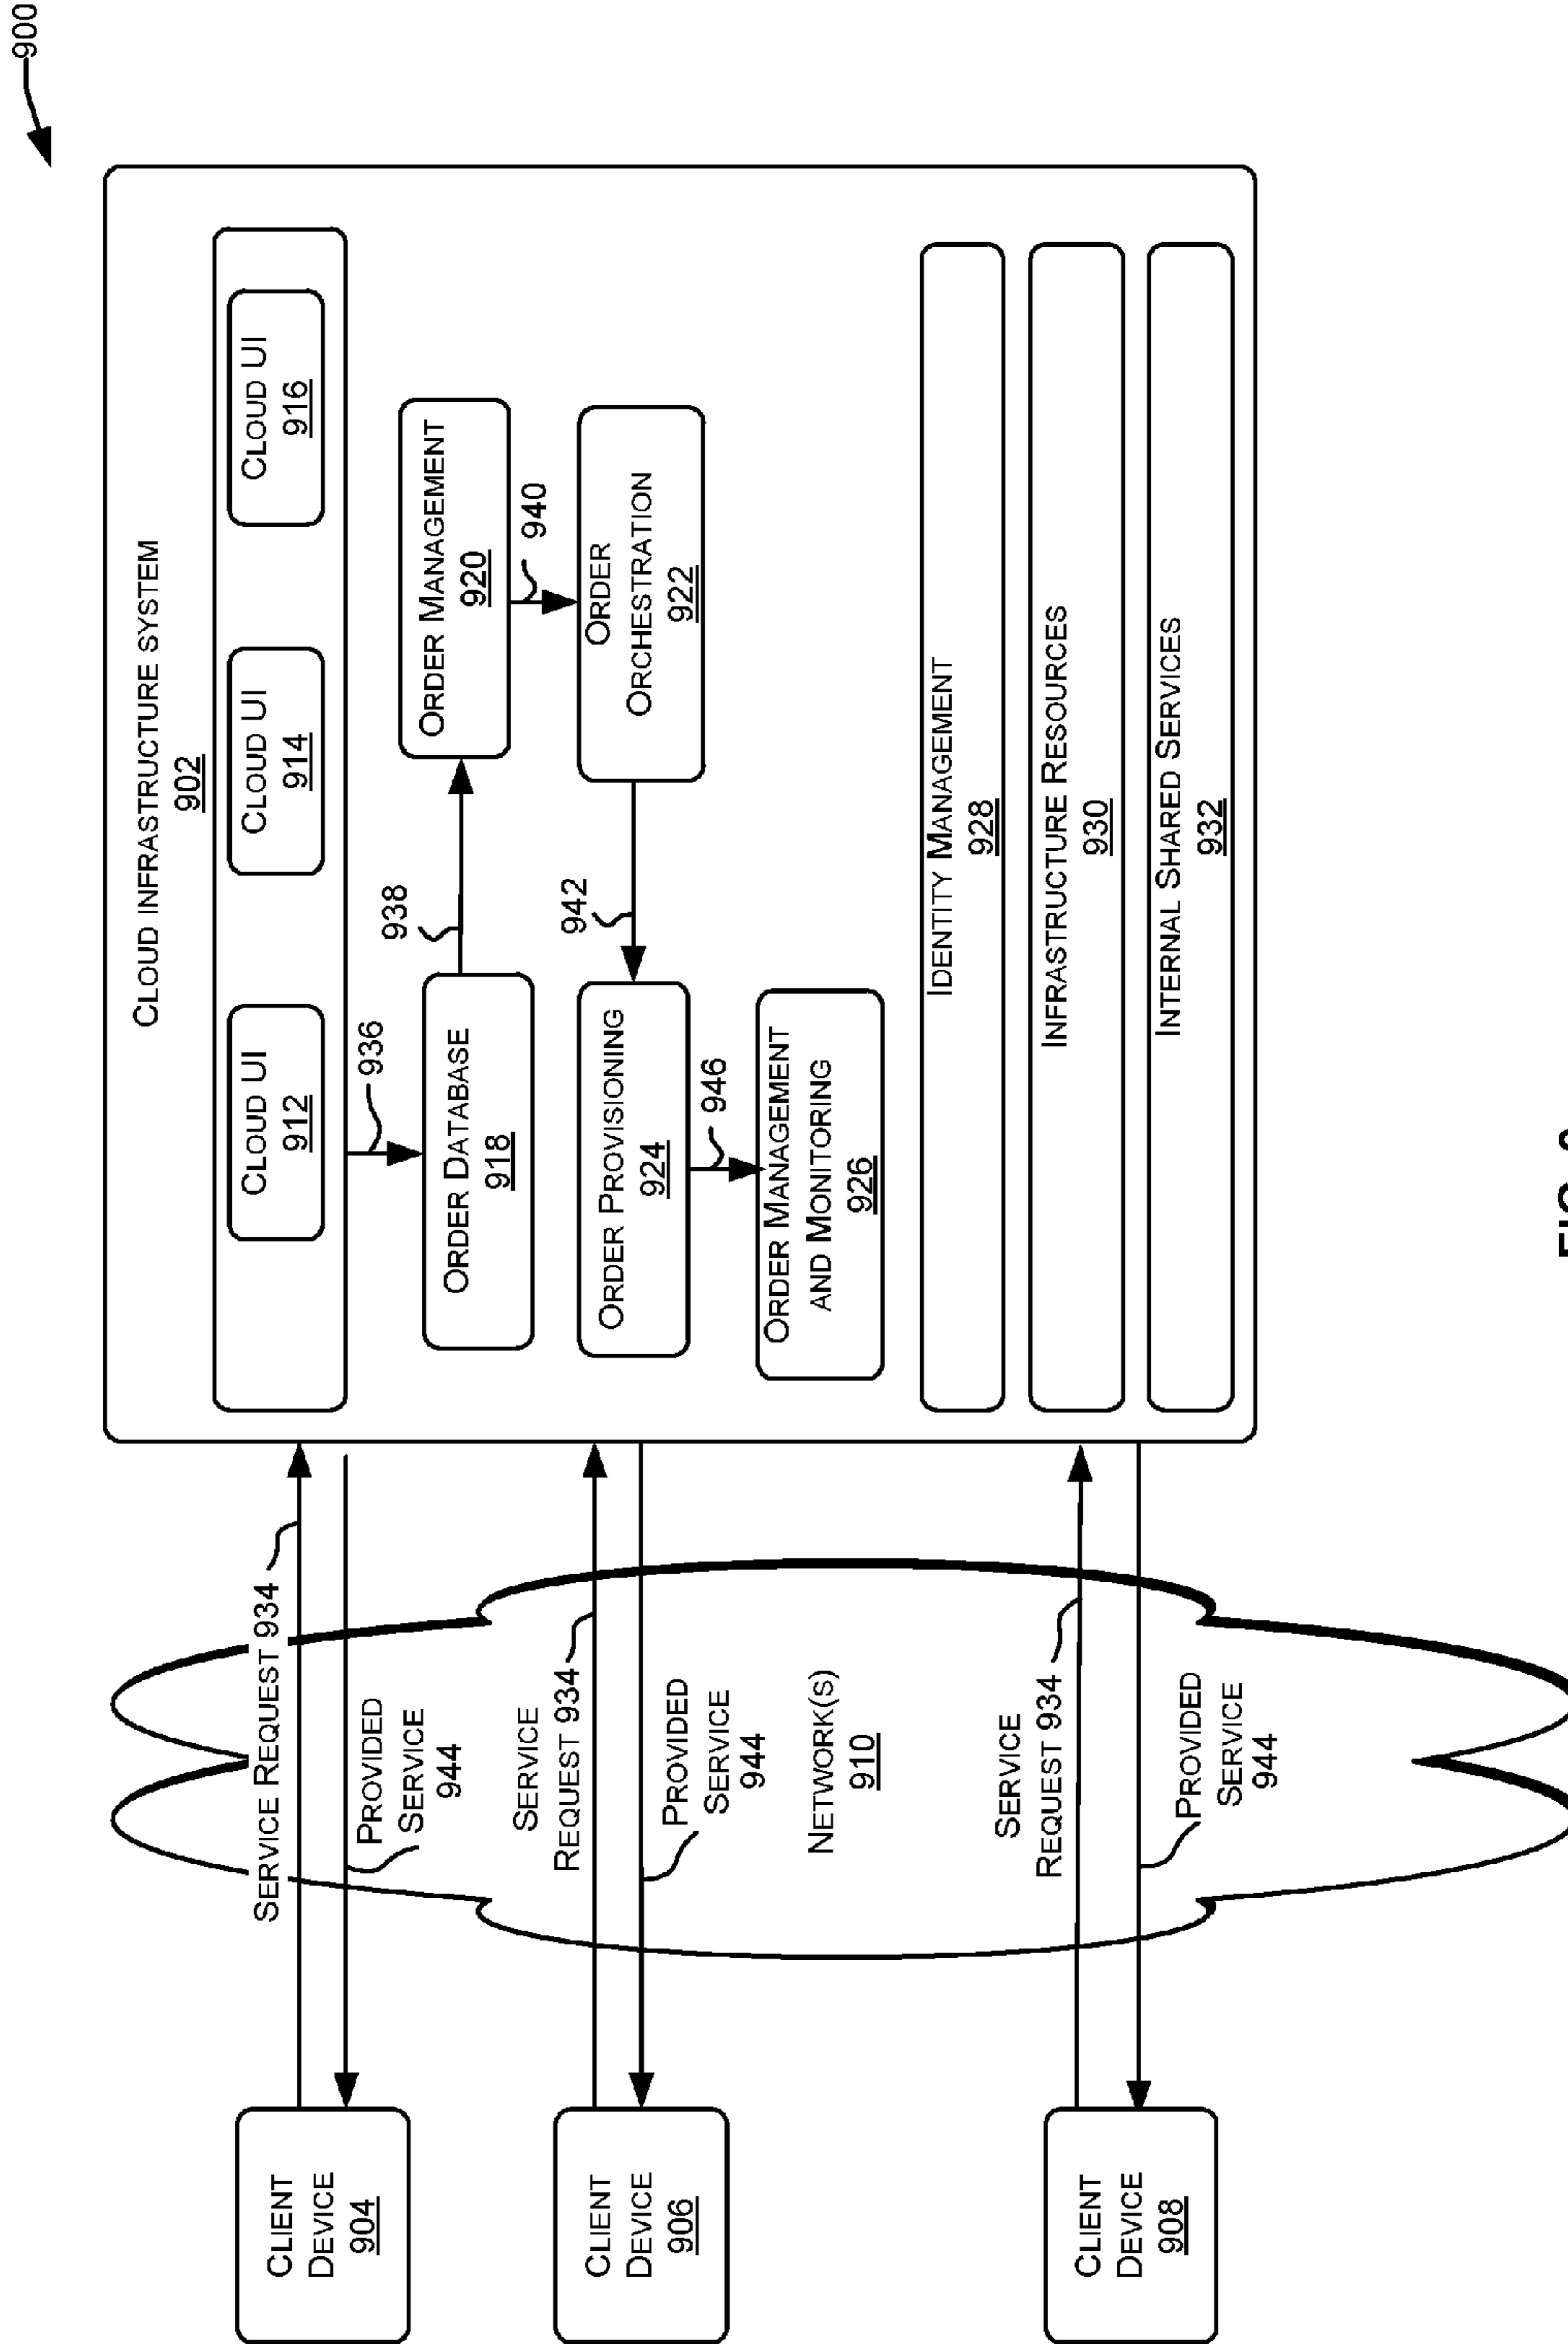 900
CLOUD INFRASTRUCTURE SYSTEM
902
CLOUD UI
912
CLOUD UI
914
CLOUD UI
916
936
ORDER DATABASE
918
938
ORDER MANAGEMENT
920
940
ORDER
ORCHESTRATION
922
942
ORDER PROVISIONING
924
946
ORDER MANAGEMENT
AND MONITORING
926
IDENTITY MANAGEMENT
928
INFRASTRUCTURE RESOURCES
930
INTERNAL SHARED SERVICES
932
CLIENT
DEVICE
904
SERVICE REQUEST 934
PROVIDED
SERVICE
944
CLIENT
DEVICE
906
SERVICE
REQUEST 934
PROVIDED
SERVICE
944
NETWORK(S)
910
CLIENT
DEVICE
908
SERVICE
REQUEST 934
PROVIDED
SERVICE
944
FIG.